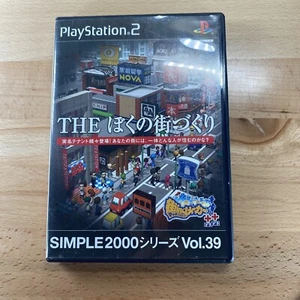 PlayStation 2
NOVA
THE ぼくの街づくり
実名テナント続々登場!あなたの街には、一体どんな人が住むのかな?
SIMPLE2000シリーズ Vol.39